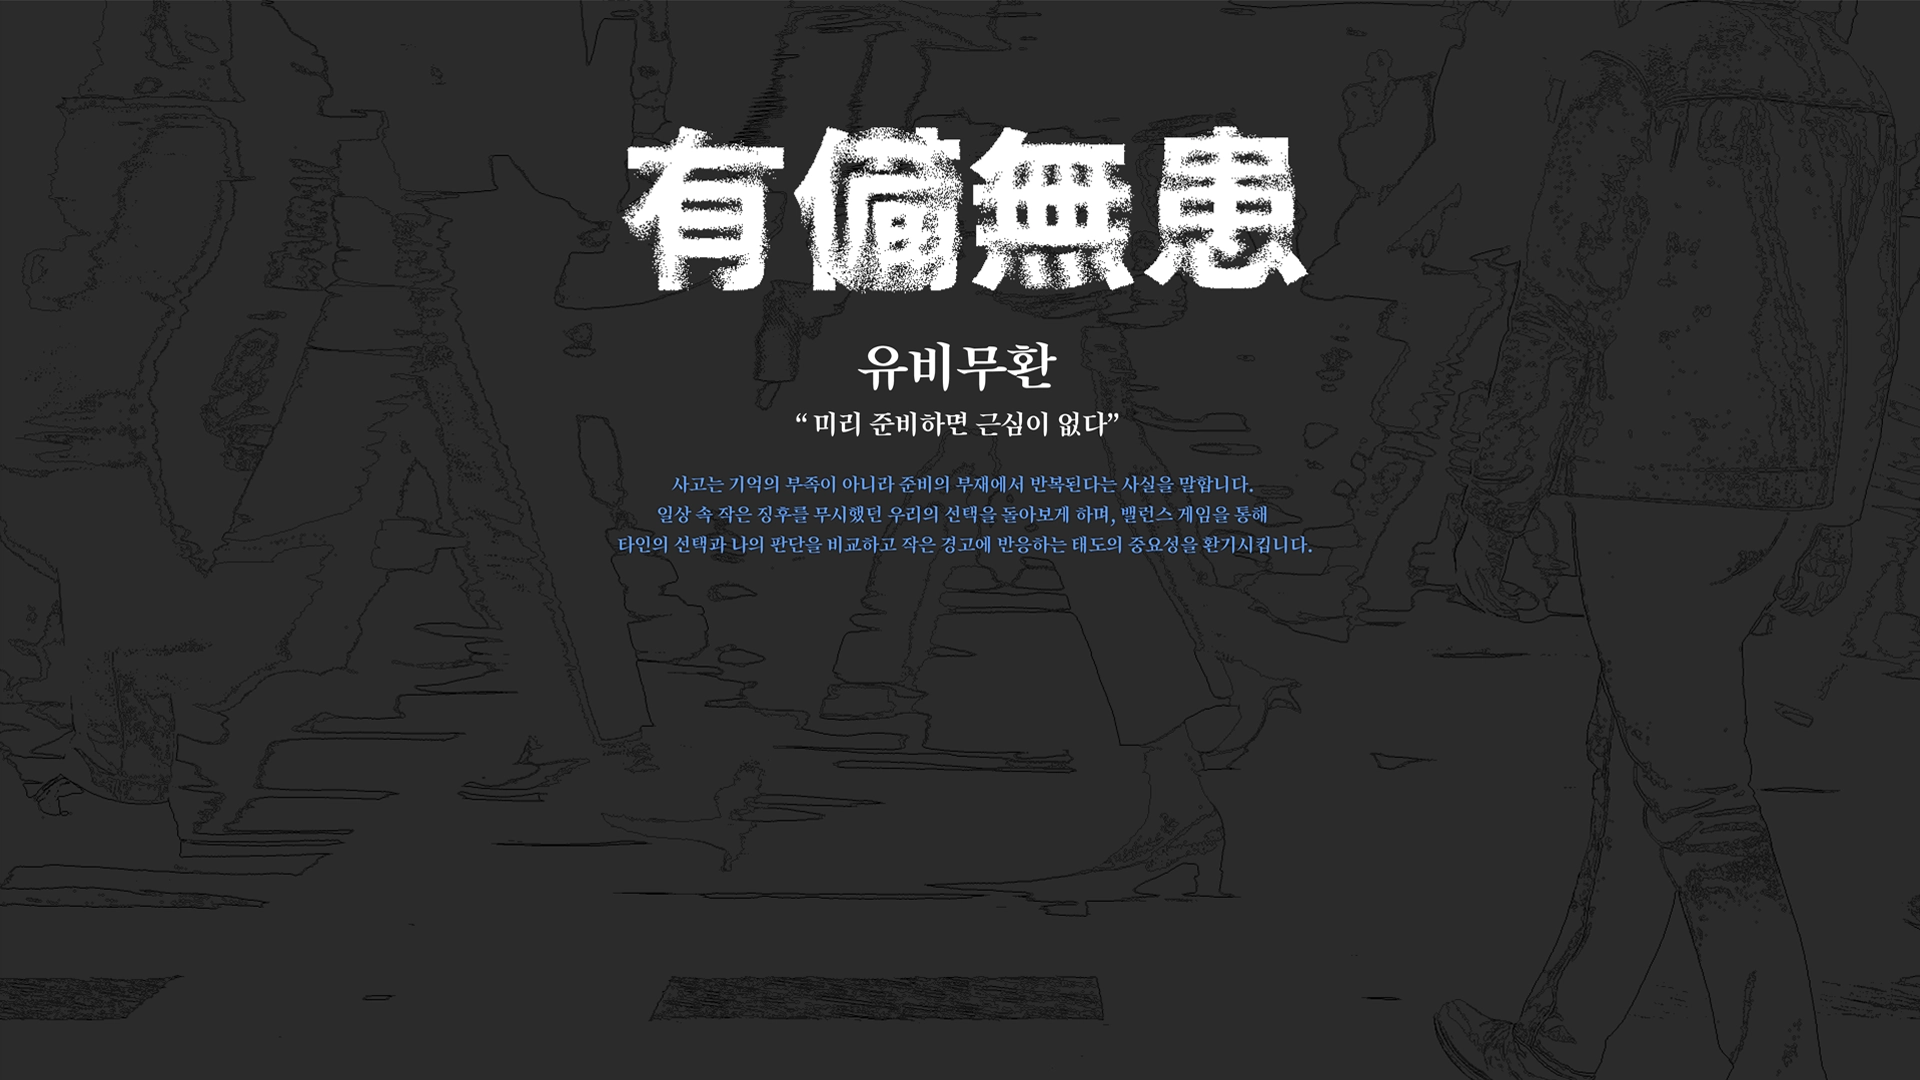 有備無患
유비무환
“ 미리 준비하면 근심이 없다”
사고는 기억의 부족이 아니라 준비의 부재에서 반복된다는 사실을 말합니다.
일상 속 작은 징후를 무시했던 우리의 선택을 돌아보게 하며, 밸런스 게임을 통해
타인의 선택과 나의 판단을 비교하고 작은 경고에 반응하는 태도의 중요성을 환기시킵니다.